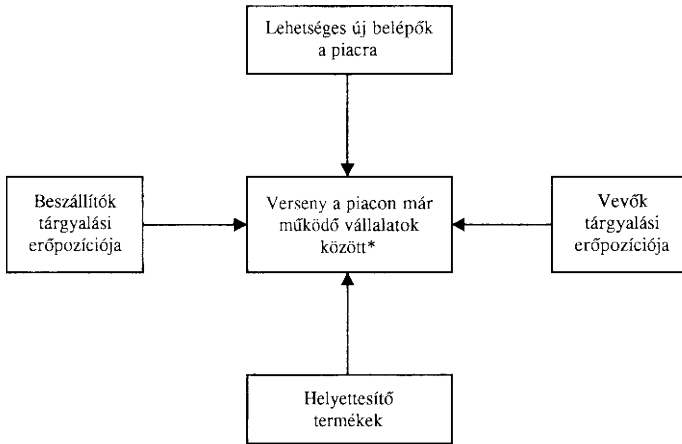 Lehetséges új belépők
a piacra
Beszállítók
tárgyalási
erőpozíciója
Verseny a piacon már
működő vállalatok
között*
Vevők
tárgyalási
erőpozíciója
Helyettesítő
termékek